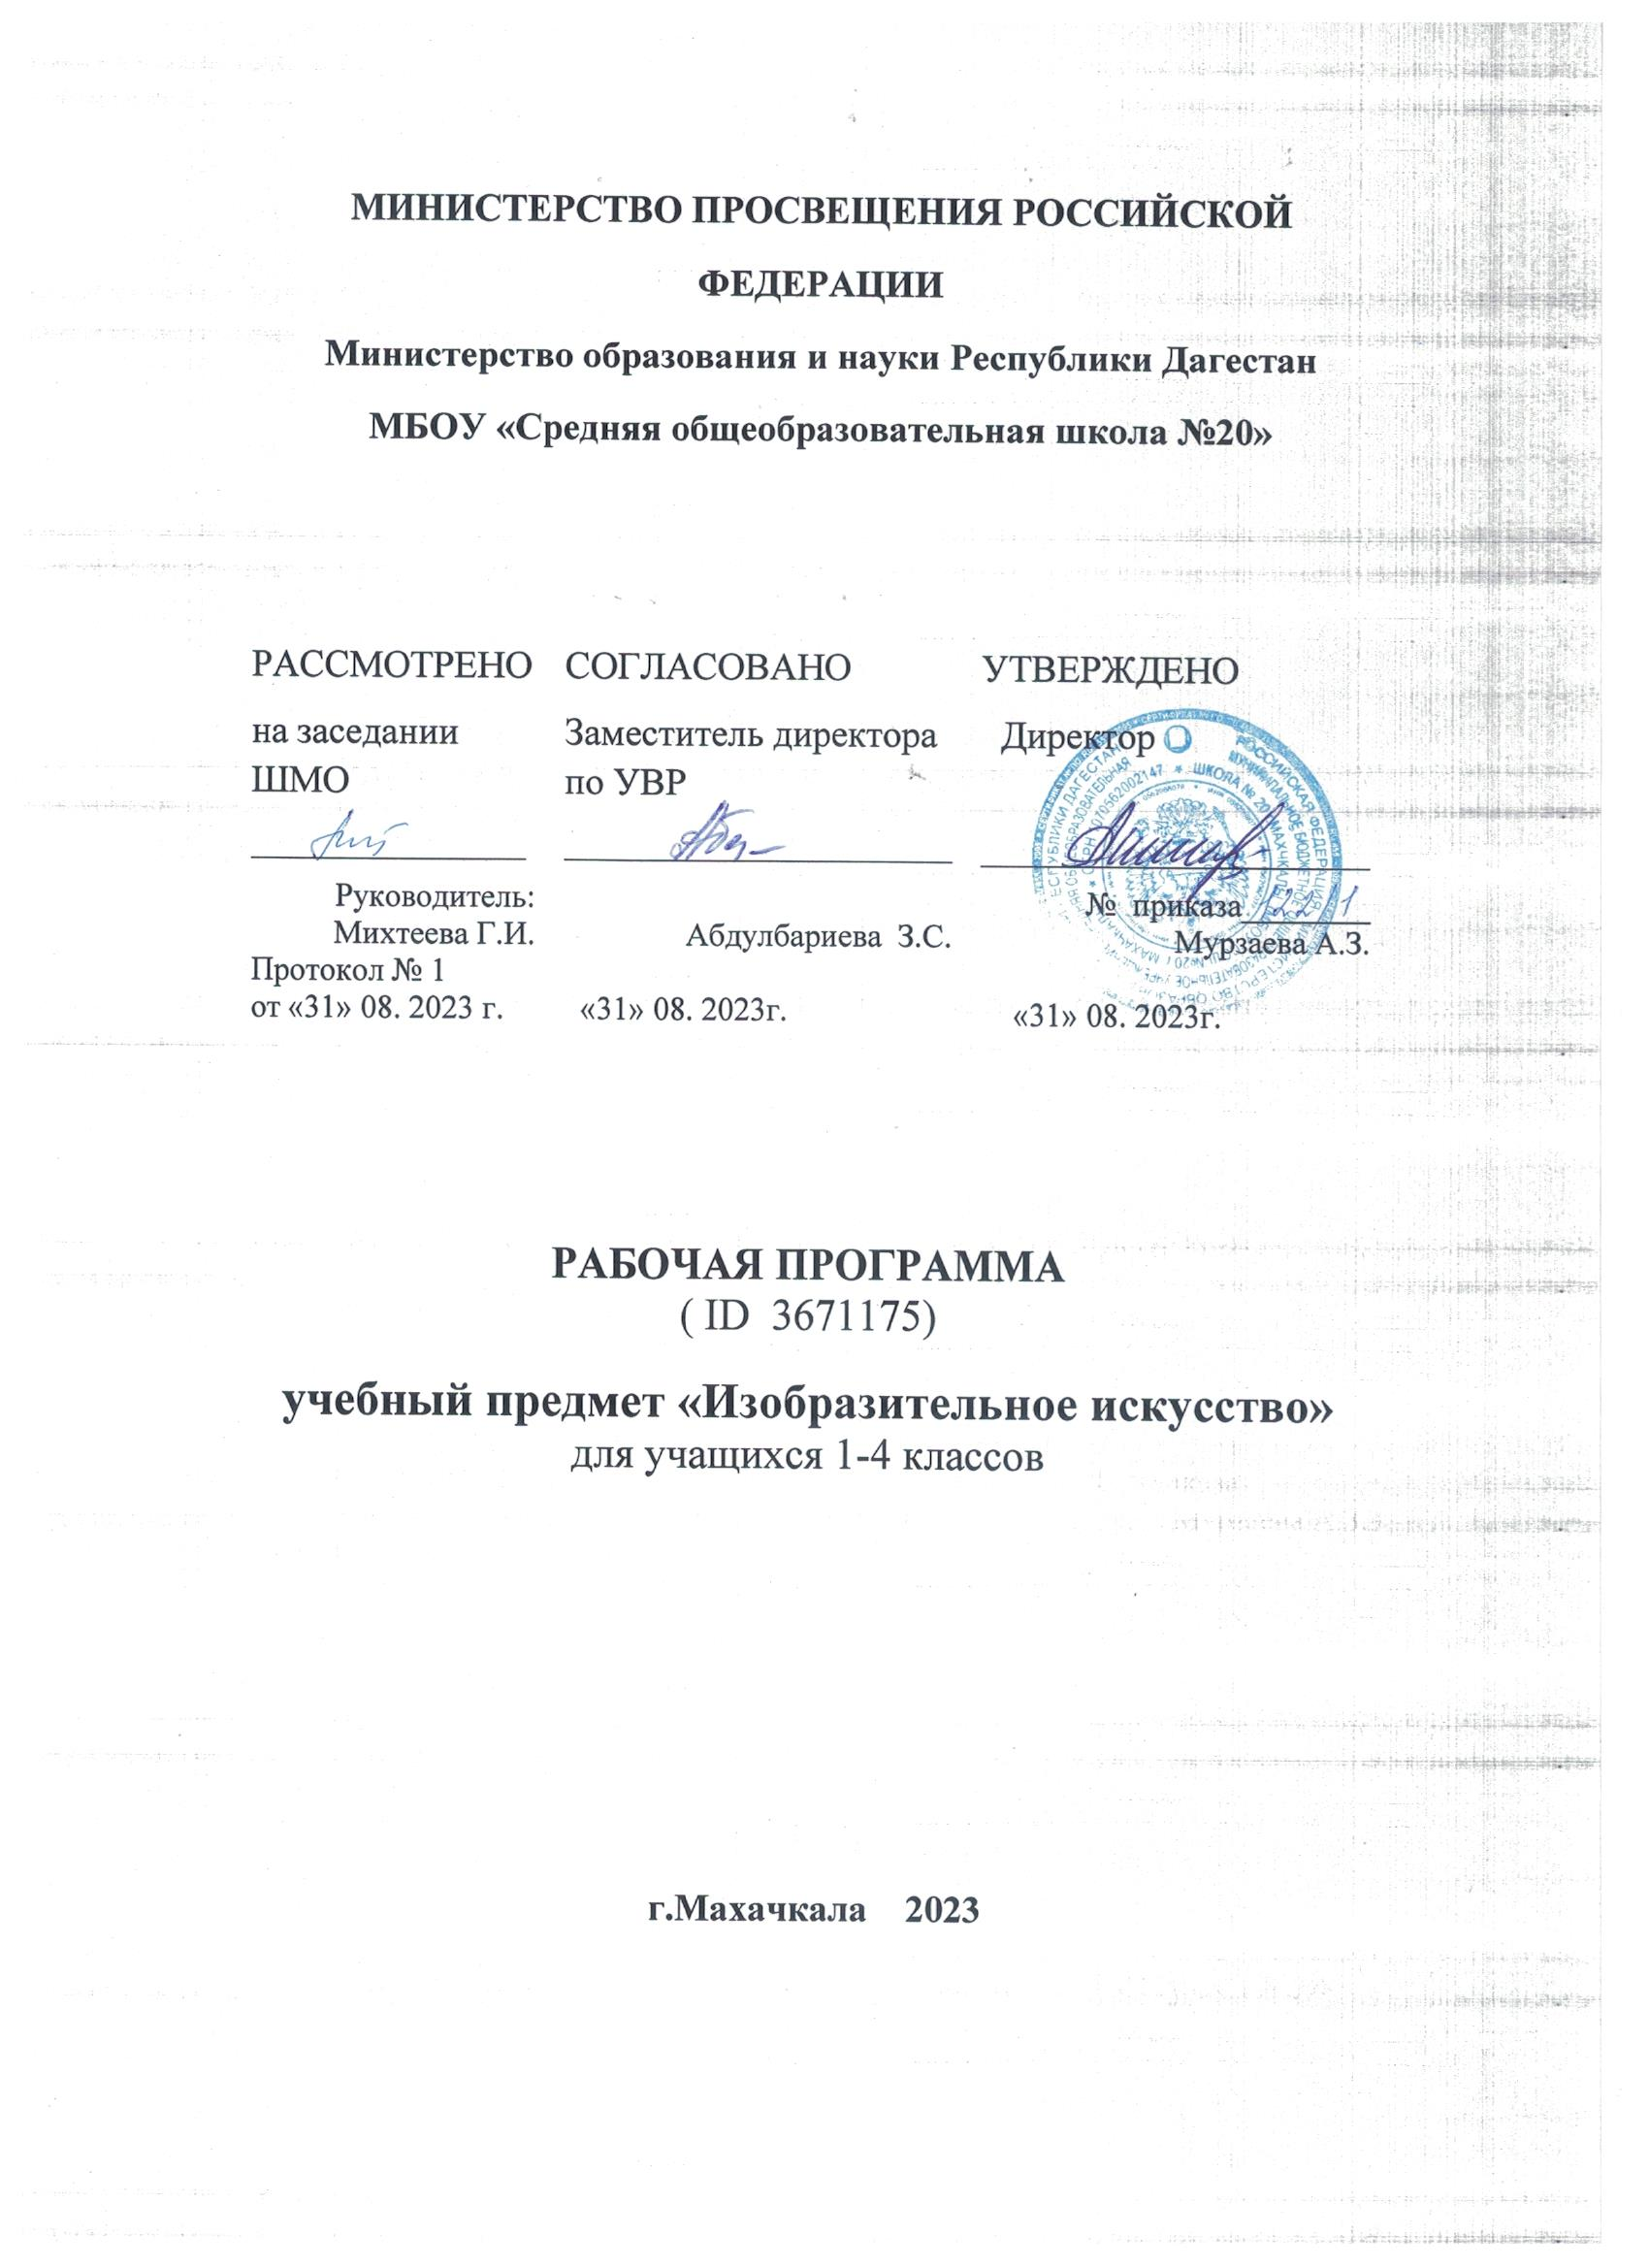 МИНИСТЕРСТВО ПРОСВЕЩЕНИЯ РОССИЙСКОЙ
ФЕДЕРАЦИИ
Министерство образования и науки Республики Дагестан
МБОУ «Средняя общеобразовательная школа №20»
РАССМОТРЕНО
на заседании
ШМО
Руководитель:
Михтеева Г.И.
Протокол № 1
от «31» 08. 2023 г.
СОГЛАСОВАНО
Заместитель директора
по УВР
Абдулбариева З.С.
«31» 08. 2023г.
УТВЕРЖДЕНО
Директор
№ приказа
Мурзаева А.З.
«31» 08. 2023г.
РАБОЧАЯ ПРОГРАММА
( ID 3671175)
учебный предмет «Изобразительное искусство»
для учащихся 1-4 классов
г.Махачкала 2023